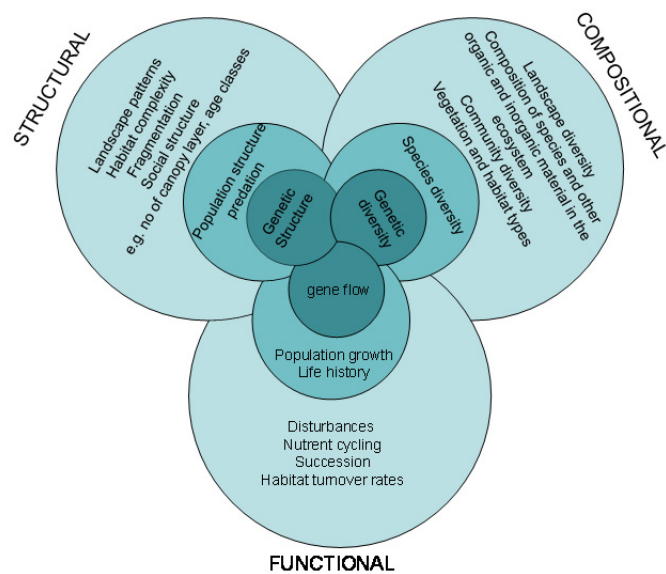 STRUCTURAL
Landscape patterns
Habitat complexity
Fragmentation
Social structure
e.g. no of canopy layer: age classes
Population structure
predation
Genetic
Structure
COMPOSITIONAL
Landscape diversity
Composition of species and other
organic and inorganic material in the
ecosystem
Community diversity
Vegetation and habitat types
Species diversity
Genetic
diversity
gene flow
Population growth
Life history
Disturbances
Nutrent cycling
Succession
Habitat turnover rates
FUNCTIONAL